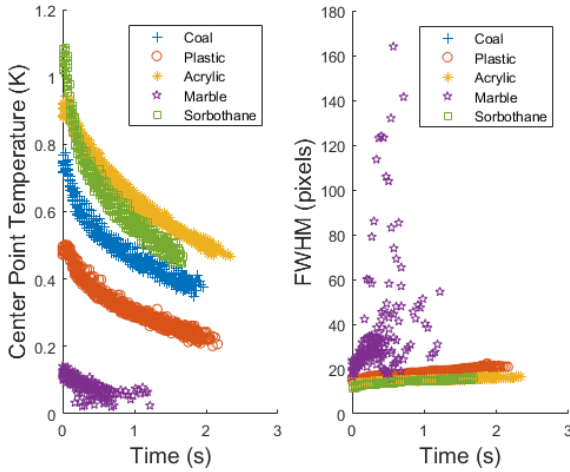 1.2
1
0.8
0.6
0.4
0.2
0
0
1
2
3
Center Point Temperature (K)
Time (s)
Coal
Plastic
Acrylic
Marble
Sorbothane
180
160
140
120
100
80
60
40
20
0
0
1
2
3
FWHM (pixels)
Time (s)
Coal
Plastic
Acrylic
Marble
Sorbothane